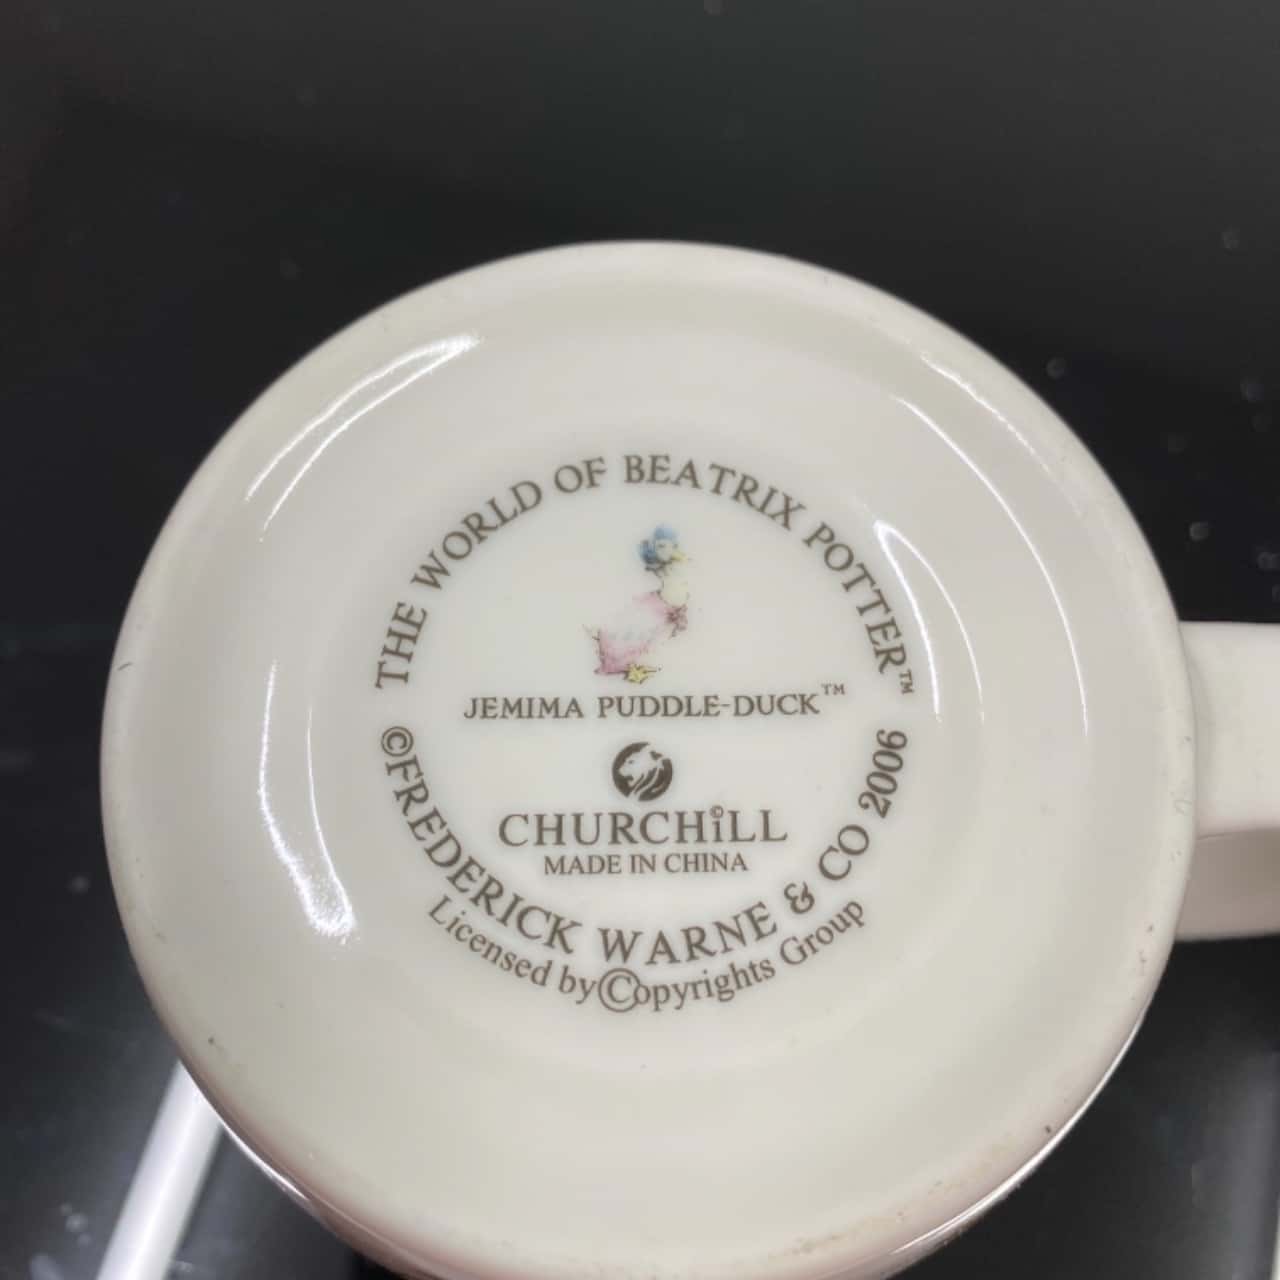 THE WORLD OF BEATRIX POTTER™
JEMIMA PUDDLE-DUCK™
CHURCHiLL©
MADE IN CHINA
©FREDERICK WARNE & CO 2006
Licensed by ©opyrights Group